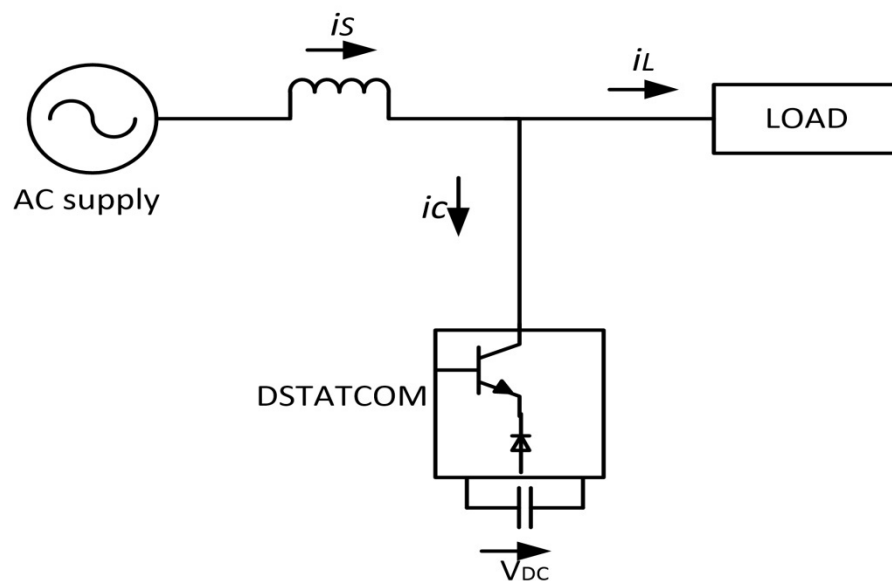 iS
iL
LOAD
AC supply
iC
DSTATCOM
VDC